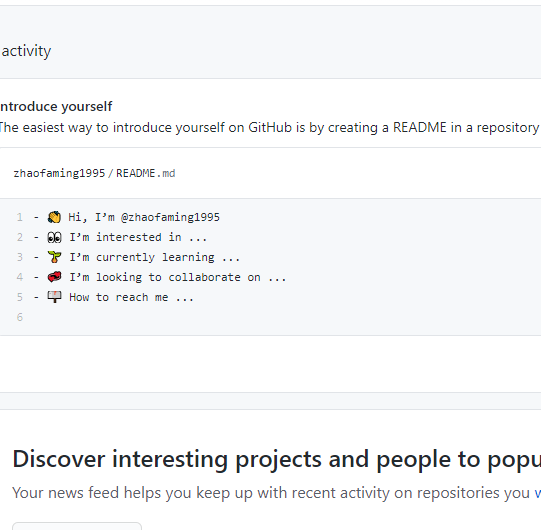 activity
ntroduce yourself
The easiest way to introduce yourself on GitHub is by creating a README in a repository
zhaofaming1995/README.md
1 - 👋 Hi, I’m @zhaofaming1995
2 - 👀 I’m interested in ...
3 - 🌱 I’m currently learning ...
4 - 💞️ I’m looking to collaborate on ...
5 - 📫 How to reach me ...
6
Discover interesting projects and people to popu
Your news feed helps you keep up with recent activity on repositories you w